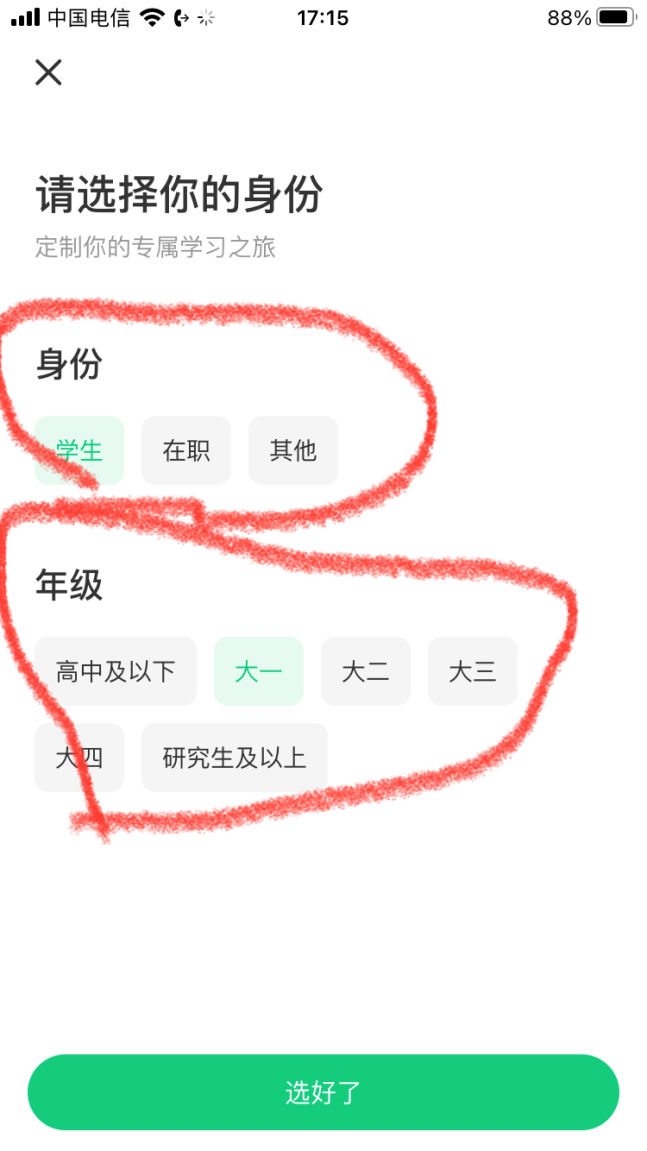 中国电信 17:15 88%
请选择你的身份
定制你的专属学习之旅
身份
学生 在职 其他
年级
高中及以下 大一 大二 大三
大四 研究生及以上
选好了